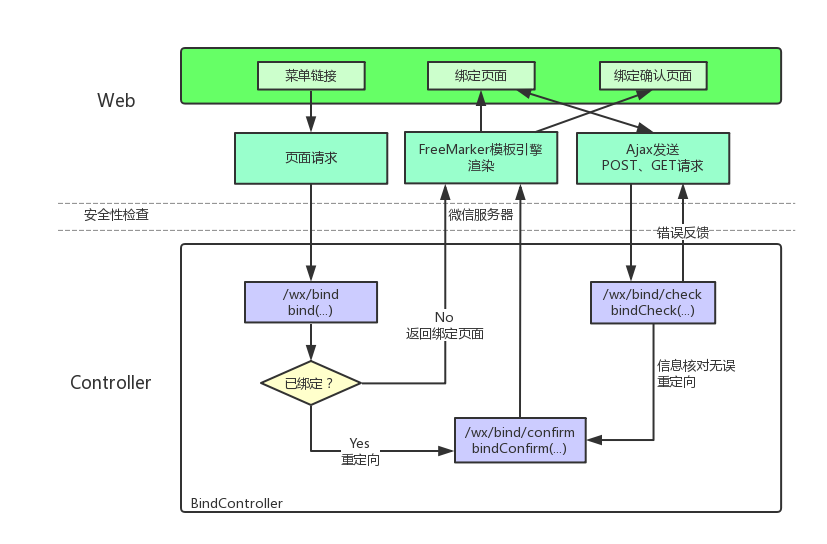 Web
菜单链接
绑定页面
绑定确认页面
页面请求
FreeMarker模板引擎
渲染
Ajax发送
POST、GET请求
安全性检查
微信服务器
错误反馈
Controller
/wx/bind
bind(...)
/wx/bind/check
bindCheck(...)
No
返回绑定页面
已绑定？
信息核对无误
重定向
Yes
重定向
/wx/bind/confirm
bindConfirm(...)
BindController